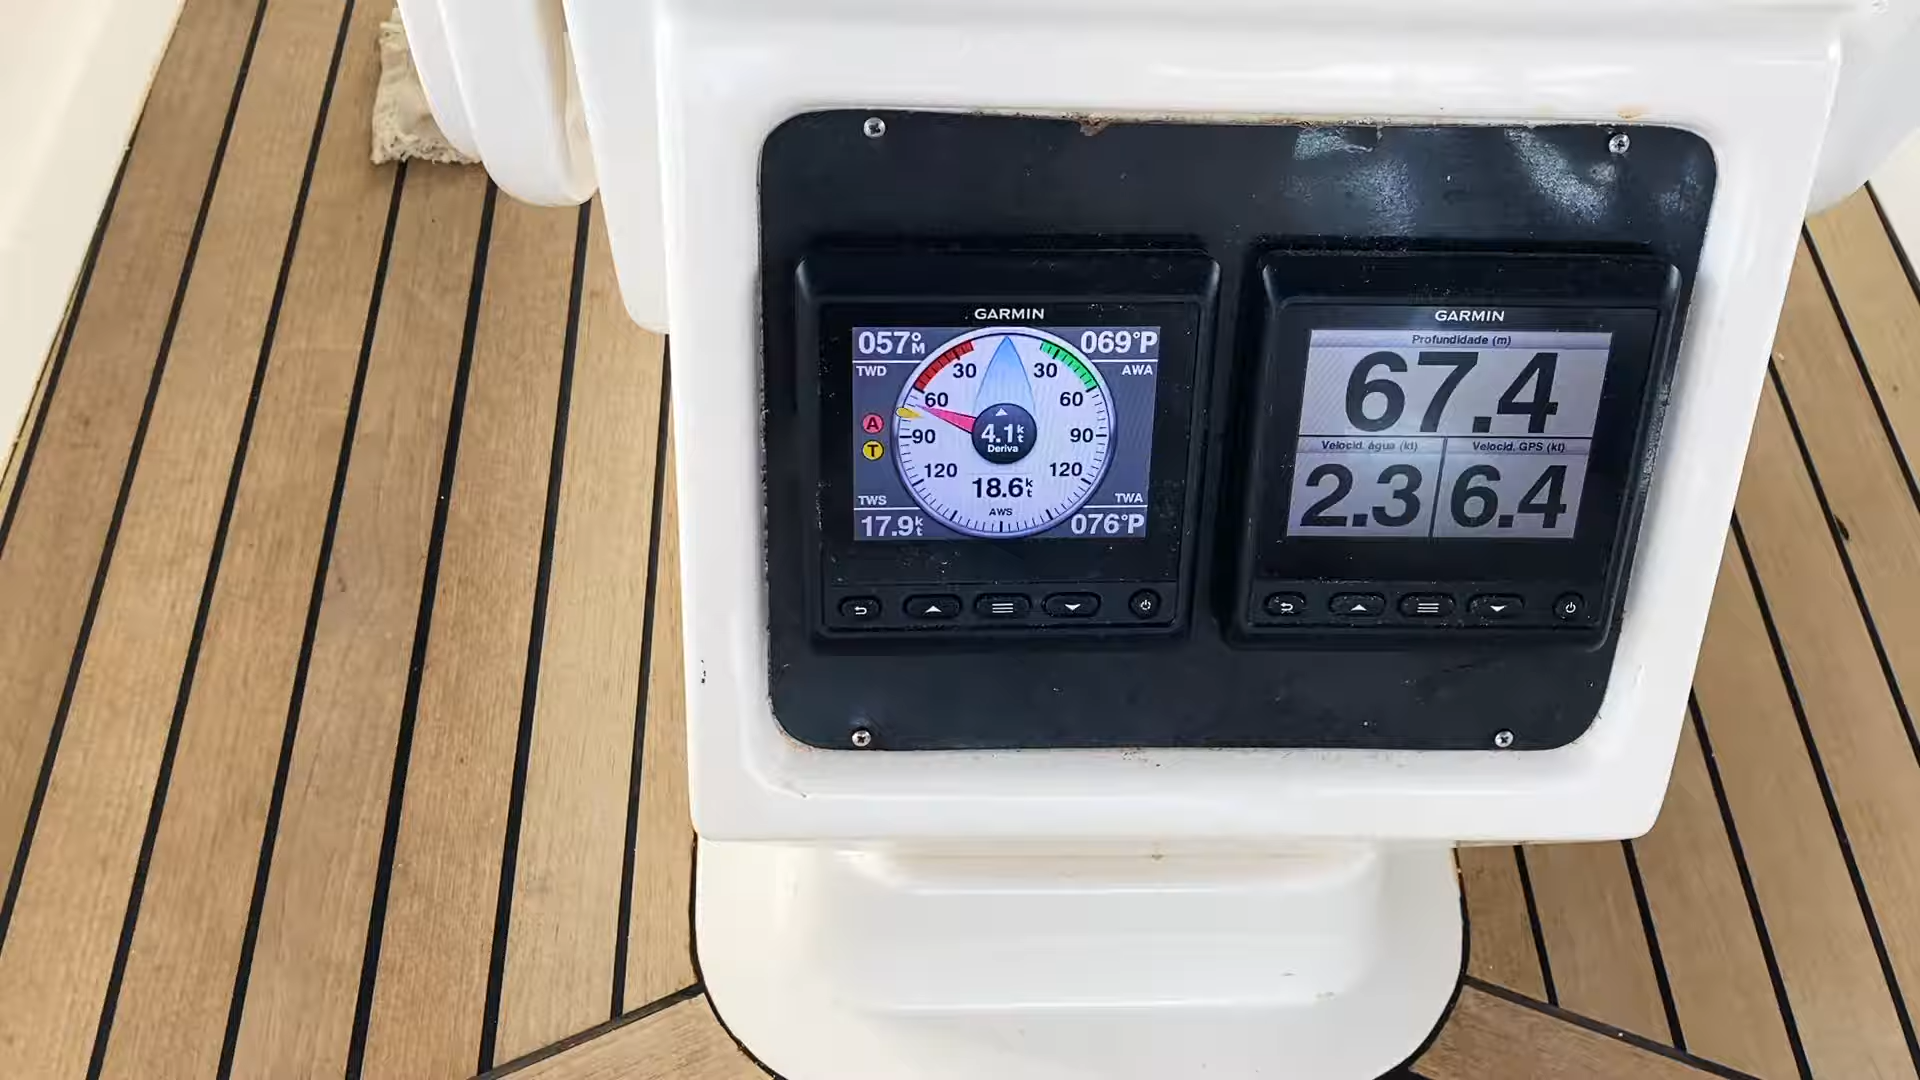 GARMIN
057°M
TWD
069°P
AWA
30
30
60
60
90
90
120
120
A
T
4.1kt
Deriva
18.6kt
AWS
TWS
17.9kt
TWA
076°P
GARMIN
Profundidade (m)
67.4
Velocid. água (kt)
2.3
Velocid. GPS (kt)
6.4